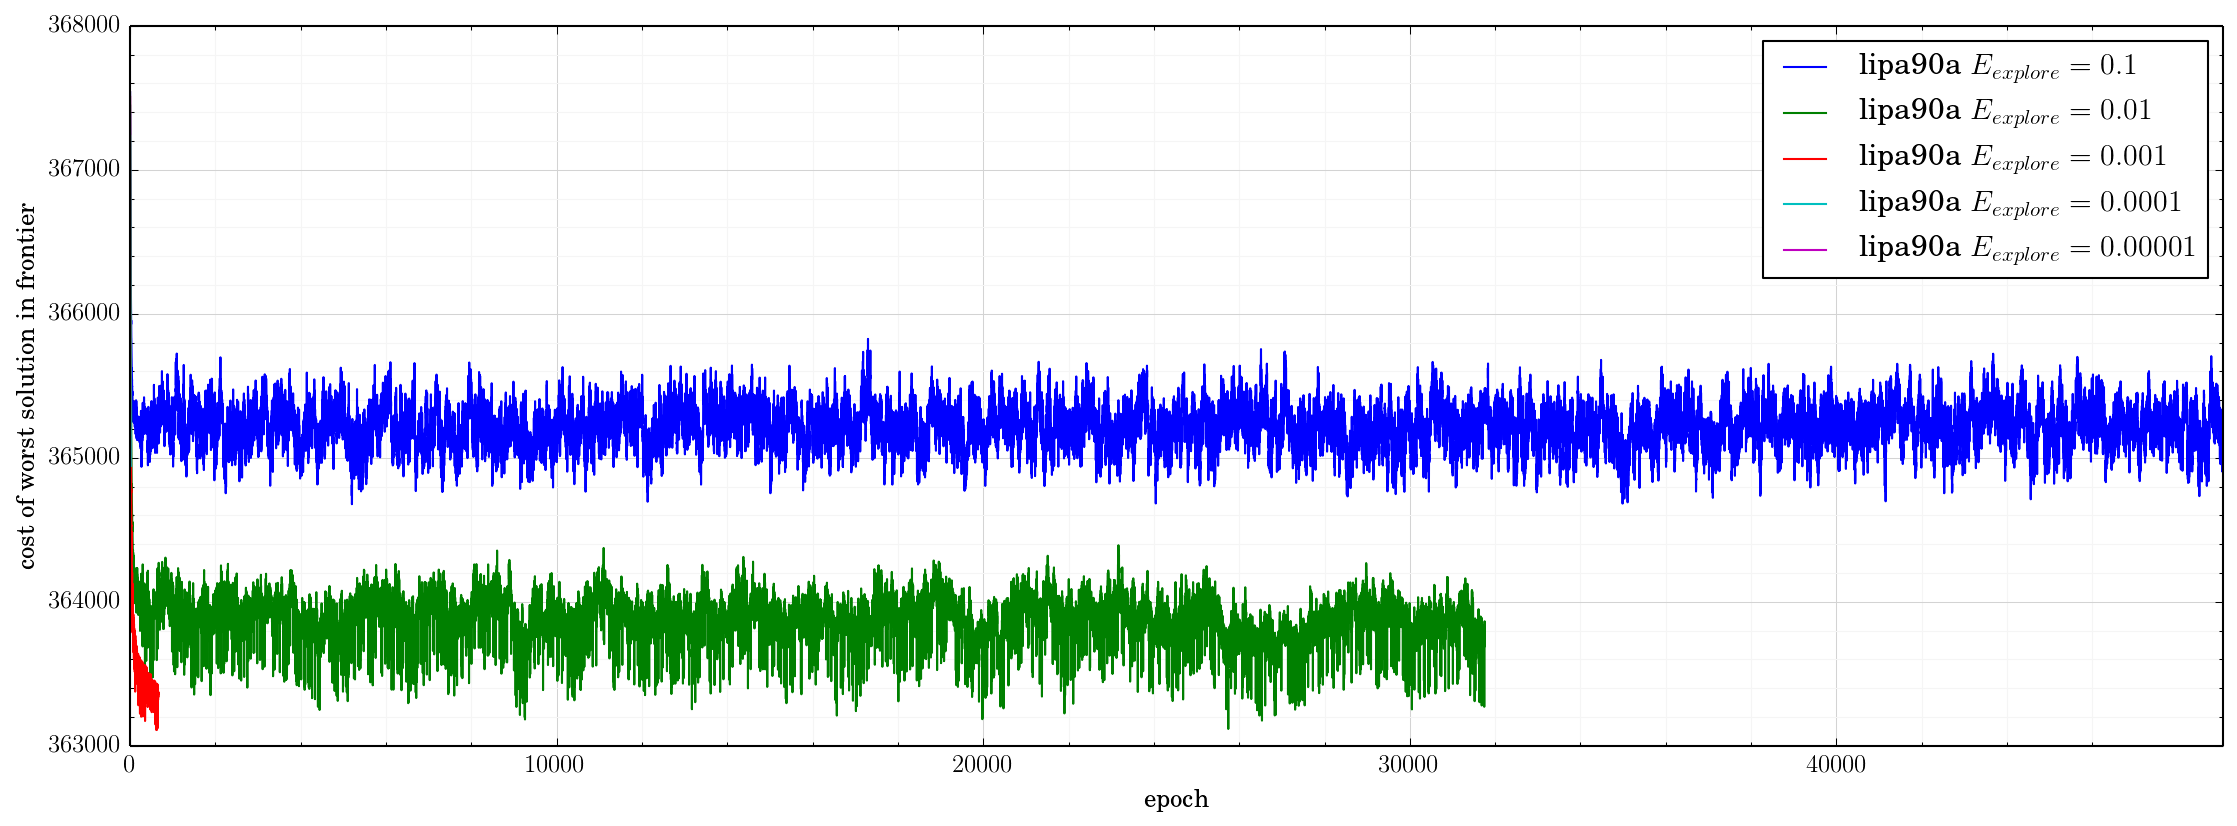 368000
367000
366000
365000
364000
363000
cost of worst solution in frontier
0
10000
20000
30000
40000
epoch
lipa90a E_explore = 0.1
lipa90a E_explore = 0.01
lipa90a E_explore = 0.001
lipa90a E_explore = 0.0001
lipa90a E_explore = 0.00001